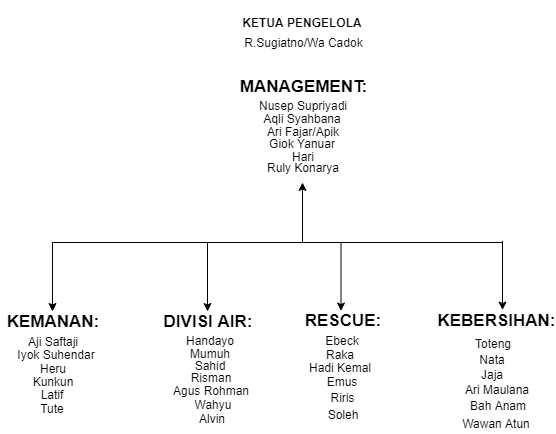 KETUA PENGELOLA
R.Sugiatno/Wa Cadok
MANAGEMENT:
Nusep Supriyadi
Aqli Syahbana
Ari Fajar/Apik
Giok Yanuar
Hari
Ruly Konarya
KEMANAN:
Aji Saftaji
Iyok Suhendar
Heru
Kunkun
Latif
Tute
DIVISI AIR:
Handayo
Mumuh
Sahid
Risman
Agus Rohman
Wahyu
Alvin
RESCUE:
Ebeck
Raka
Hadi Kemal
Emus
Riris
Soleh
KEBERSIHAN:
Toteng
Nata
Jaja
Ari Maulana
Bah Anam
Wawan Atun